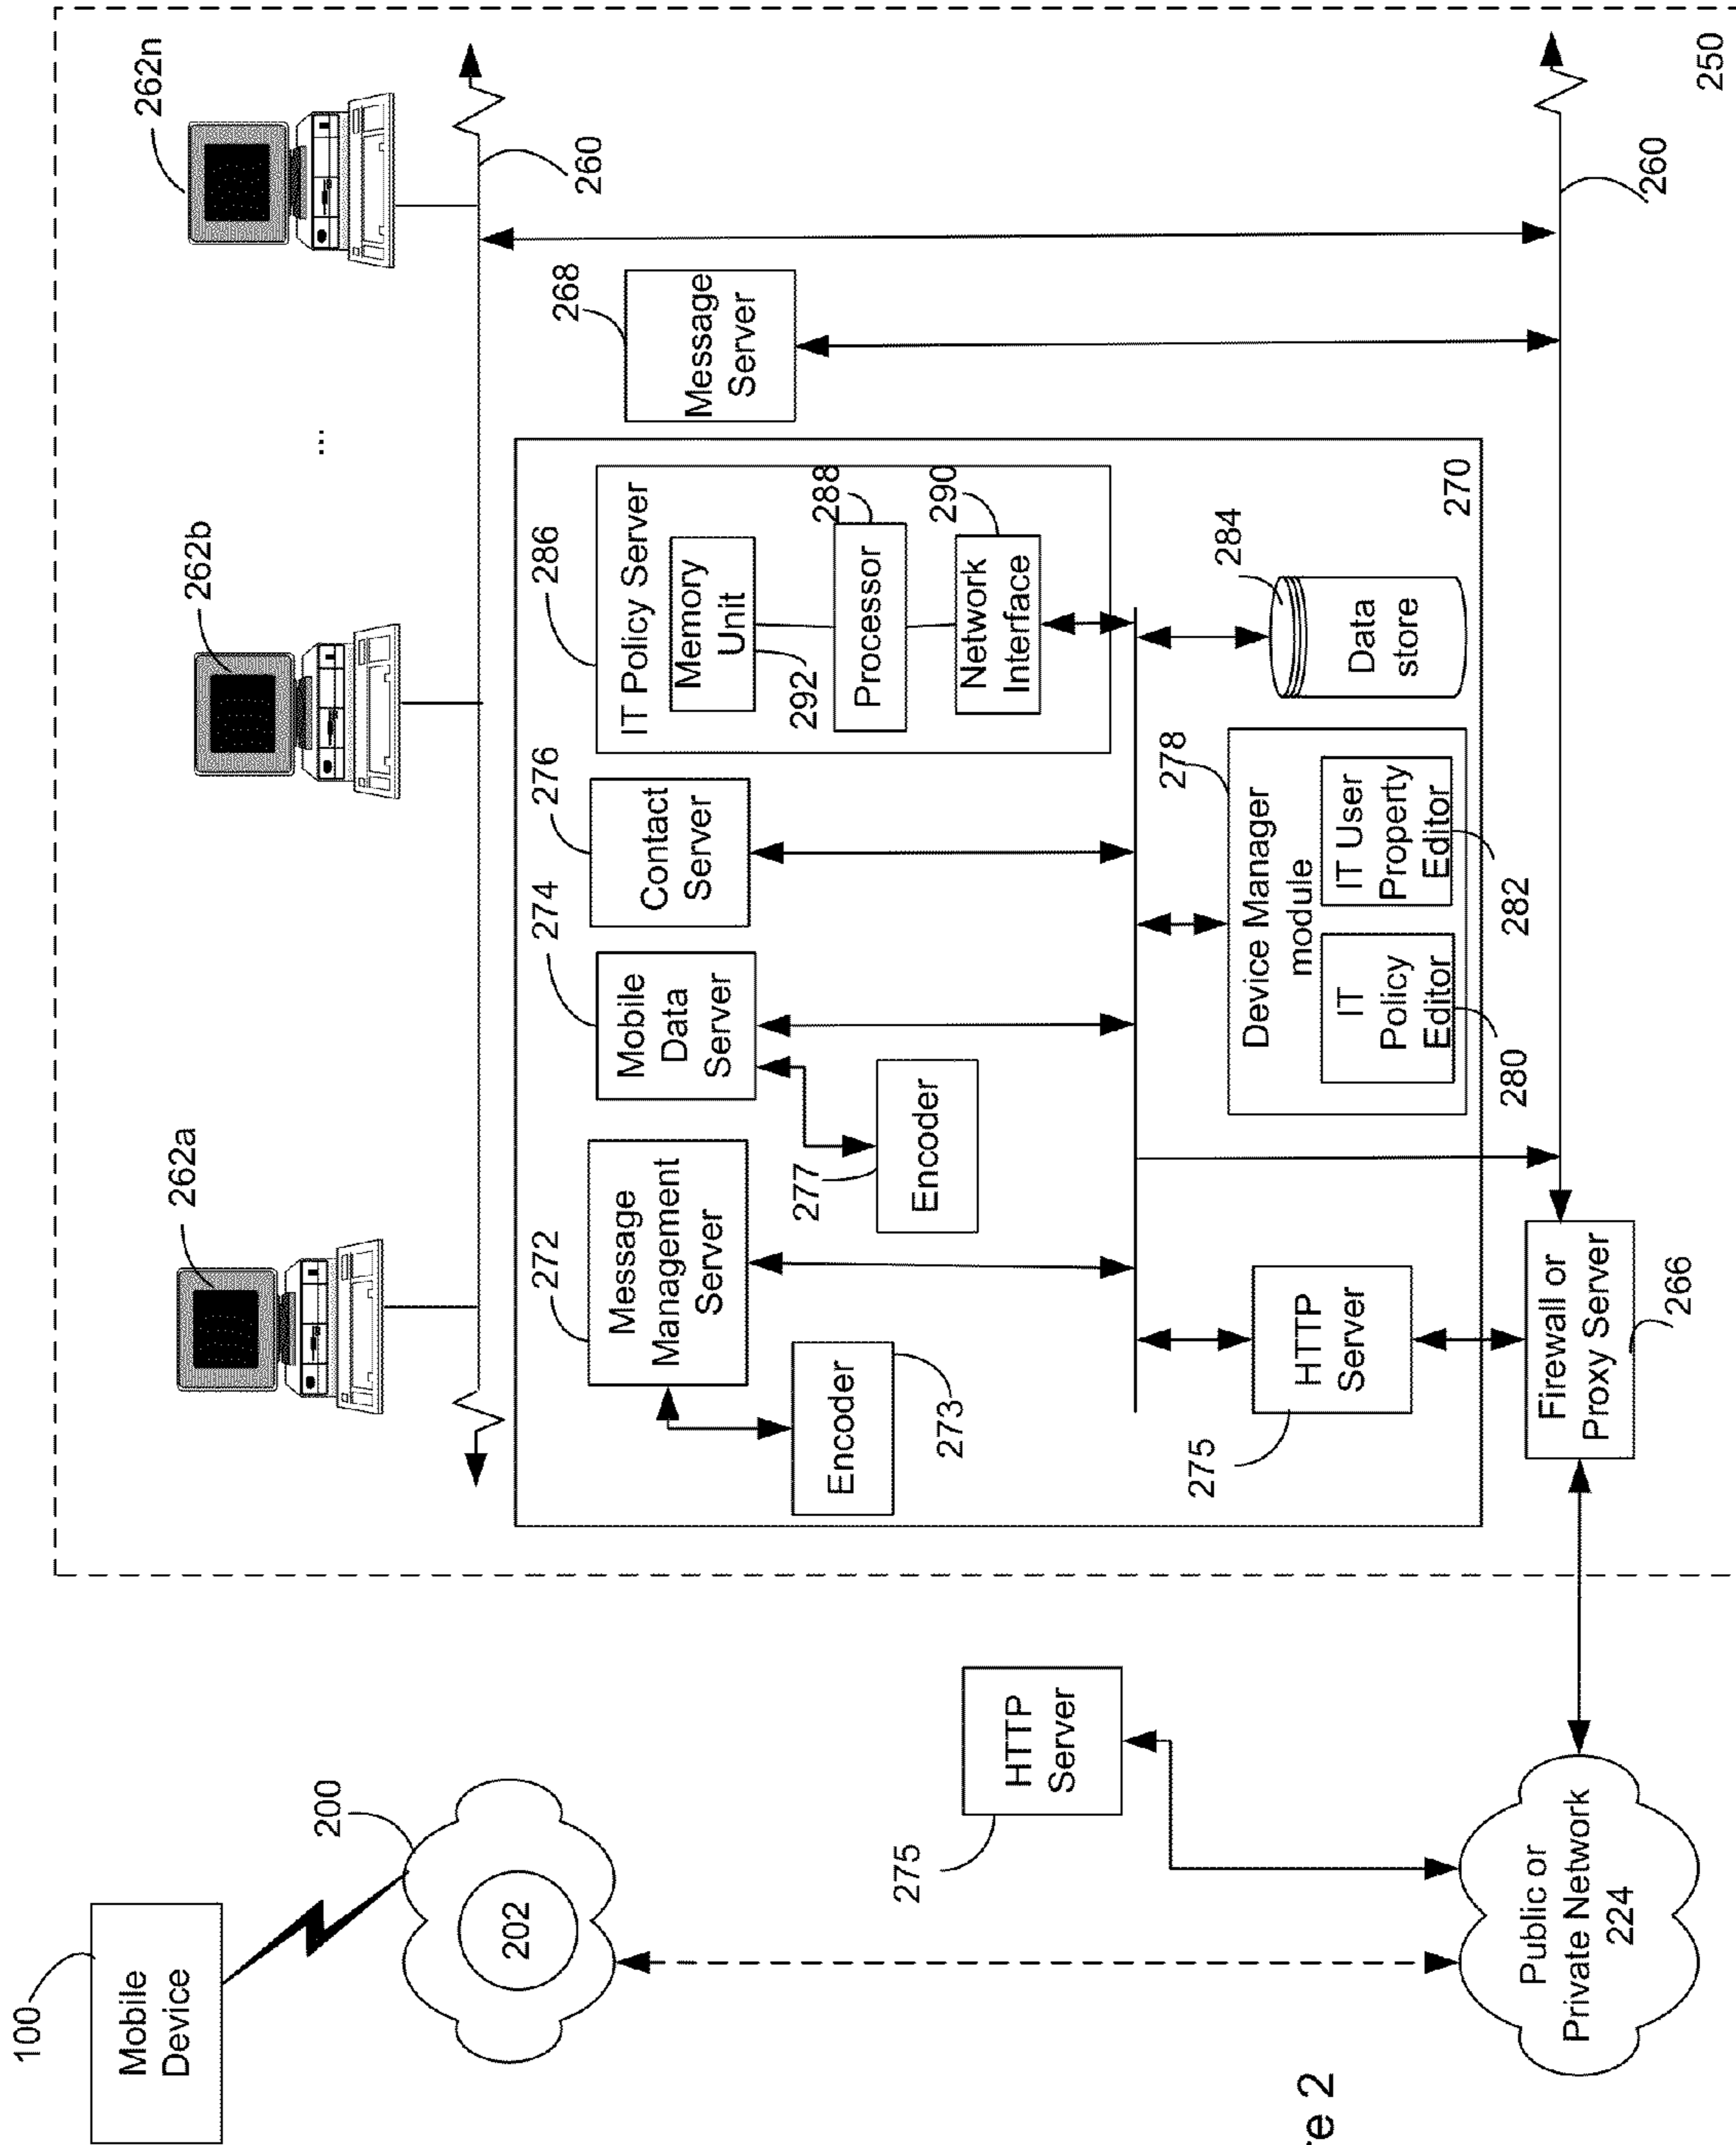 100
Mobile
Device
200
202
275
HTTP
Server
Public or
Private Network
224
262a
262b
...
262n
260
272
Message
Management
Server
Encoder
273
274
Mobile
Data
Server
277
Encoder
276
Contact
Server
286
IT Policy Server
Memory
Unit
292
288
Processor
290
Network
Interface
268
Message
Server
275
HTTP
Server
278
Device Manager
module
IT
Policy
Editor
280
IT User
Property
Editor
282
284
Data
store
270
Firewall or
Proxy Server
266
260
250
re 2